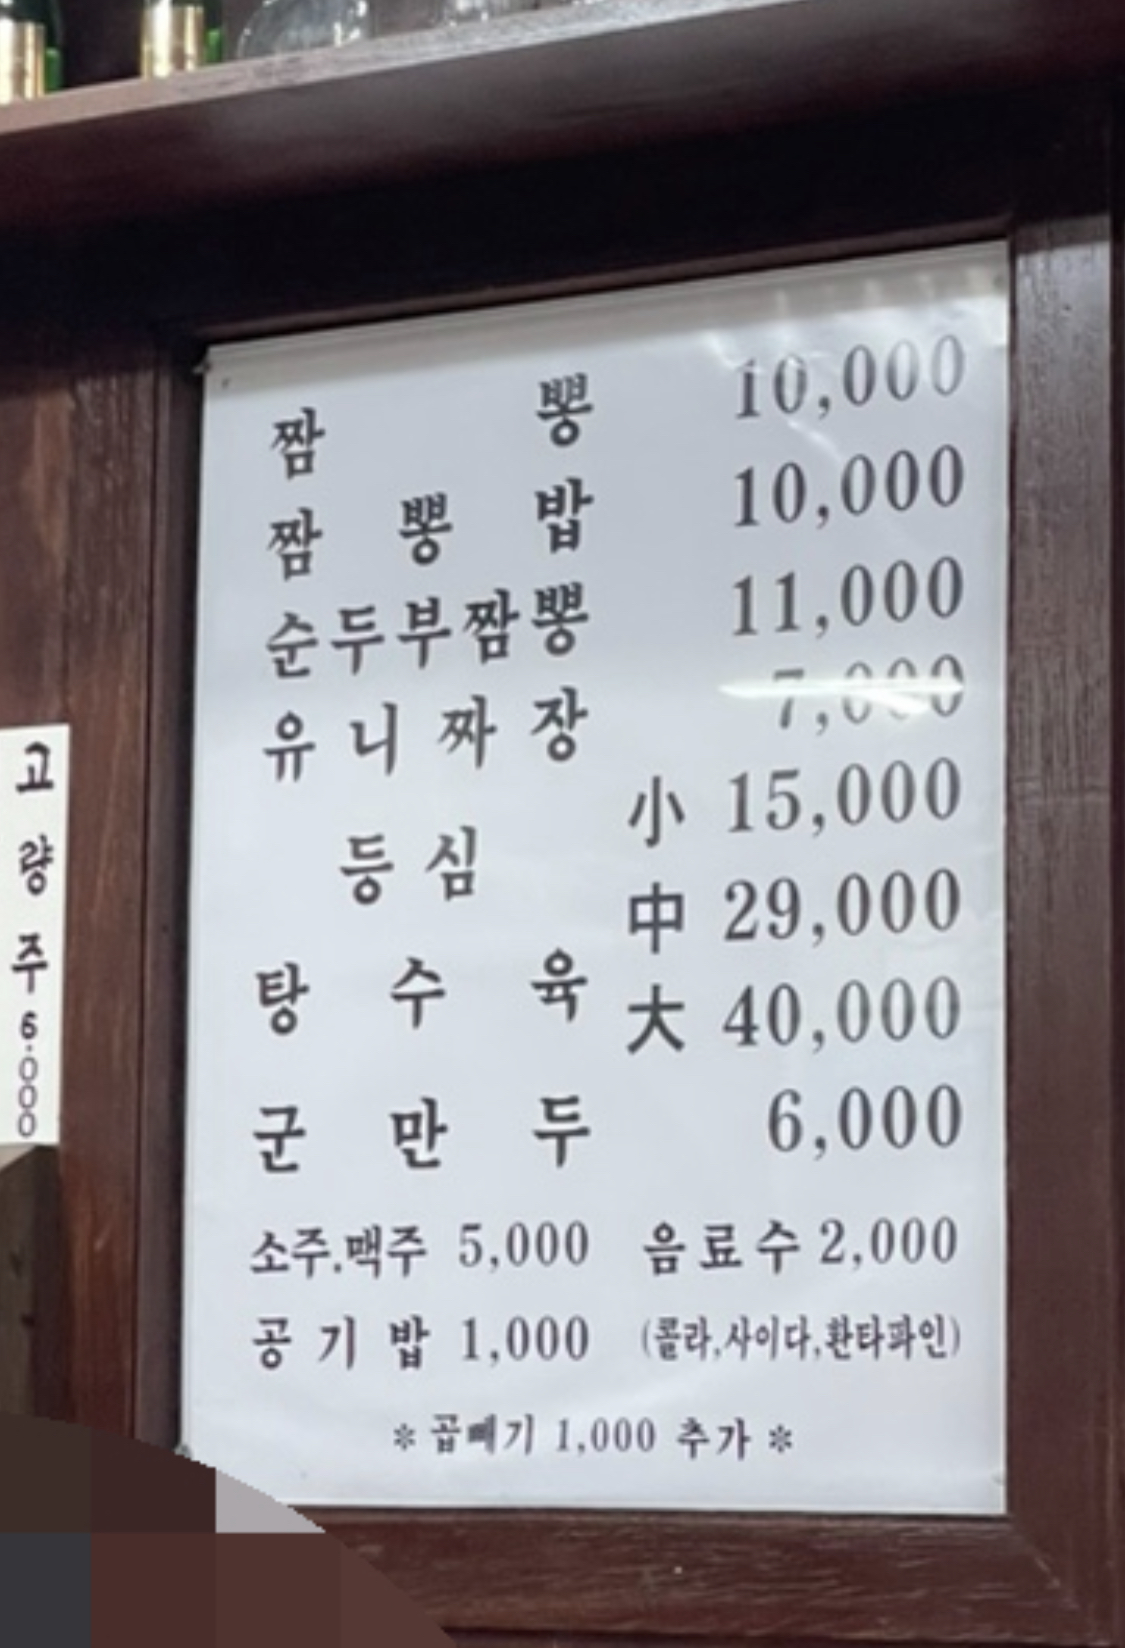 짬뽕 10,000
짬뽕밥 10,000
순두부짬뽕 11,000
유니짜장 7,000
등심 탕수육
小 15,000
中 29,000
大 40,000
군만두 6,000
소주.맥주 5,000 음료수 2,000
공기밥 1,000 (콜라,사이다,환타파인)
* 곱빼기 1,000 추가 *
고량주 6.000